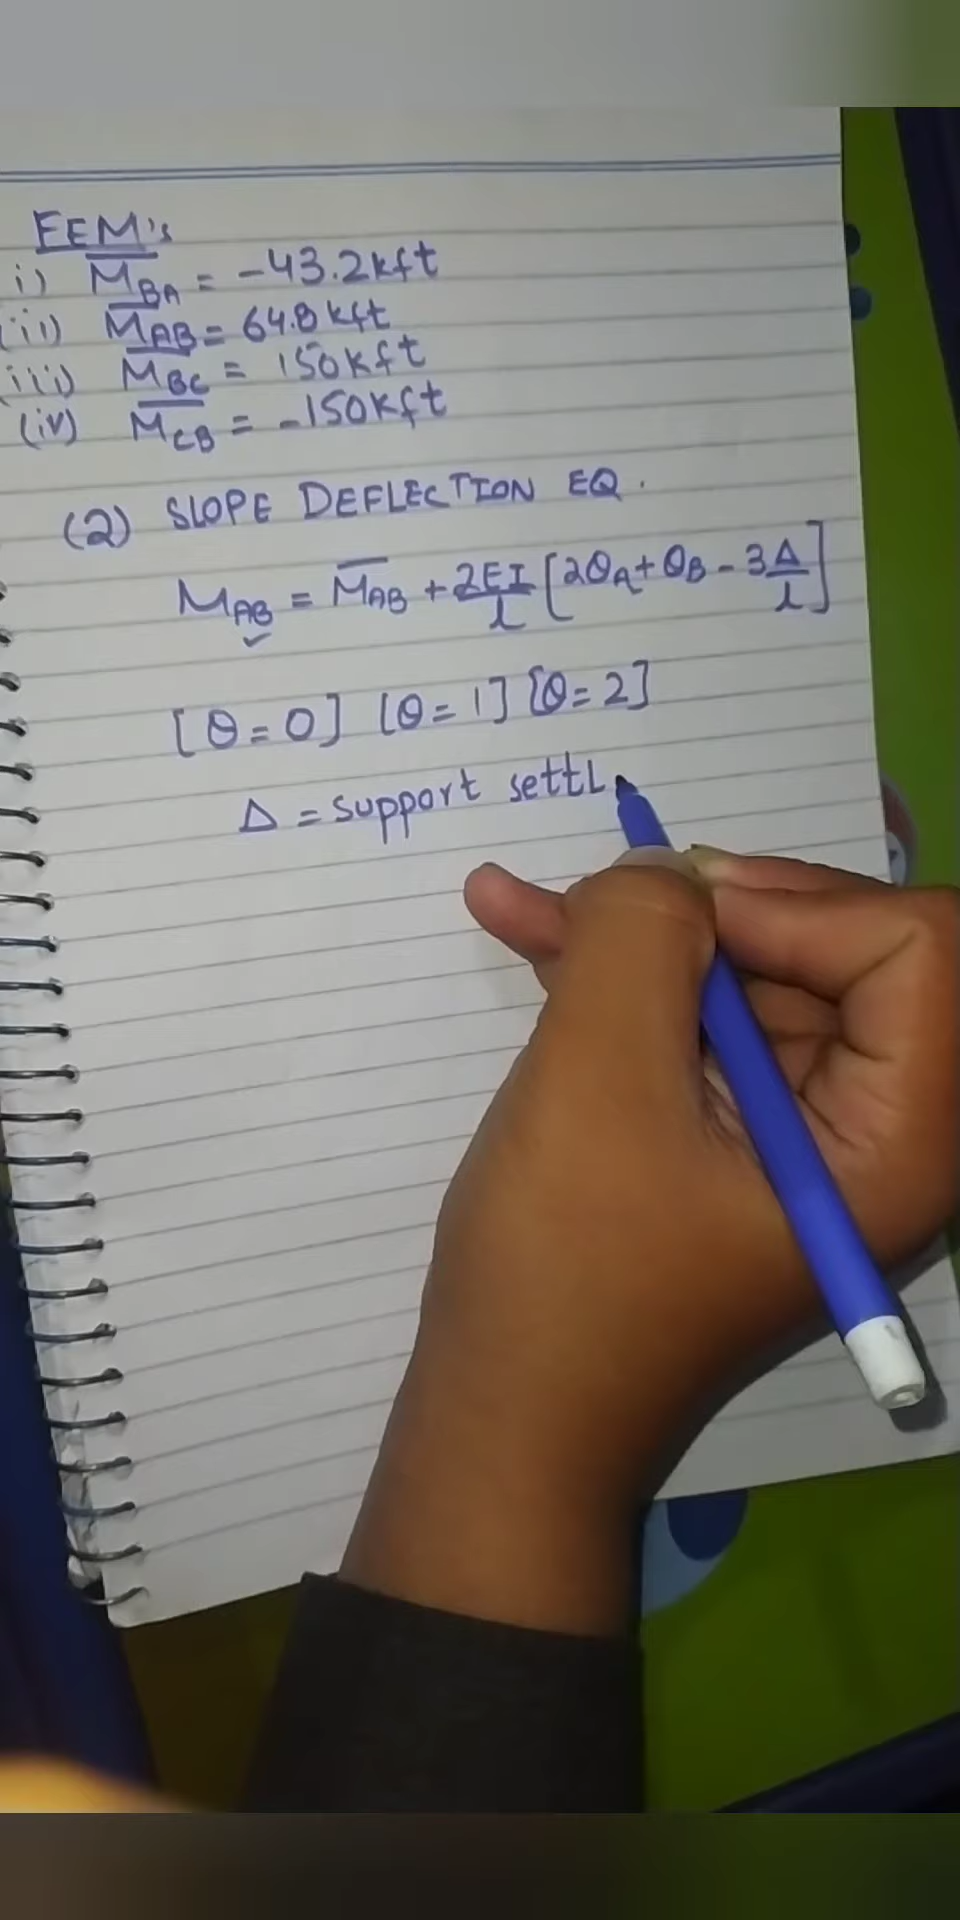 FEM's
i) M̅BA = -43.2kft
(ii) M̅AB = 64.8 kft
(iii) M̅BC = 150kft
(iv) M̅CB = -150kft
(2) SLOPE DEFLECTION EQ.
MAB = M̅AB + 2EI/l [2θA + θB - 3Δ/l]
[θ=0] [θ=1] [θ=2]
Δ = support settl